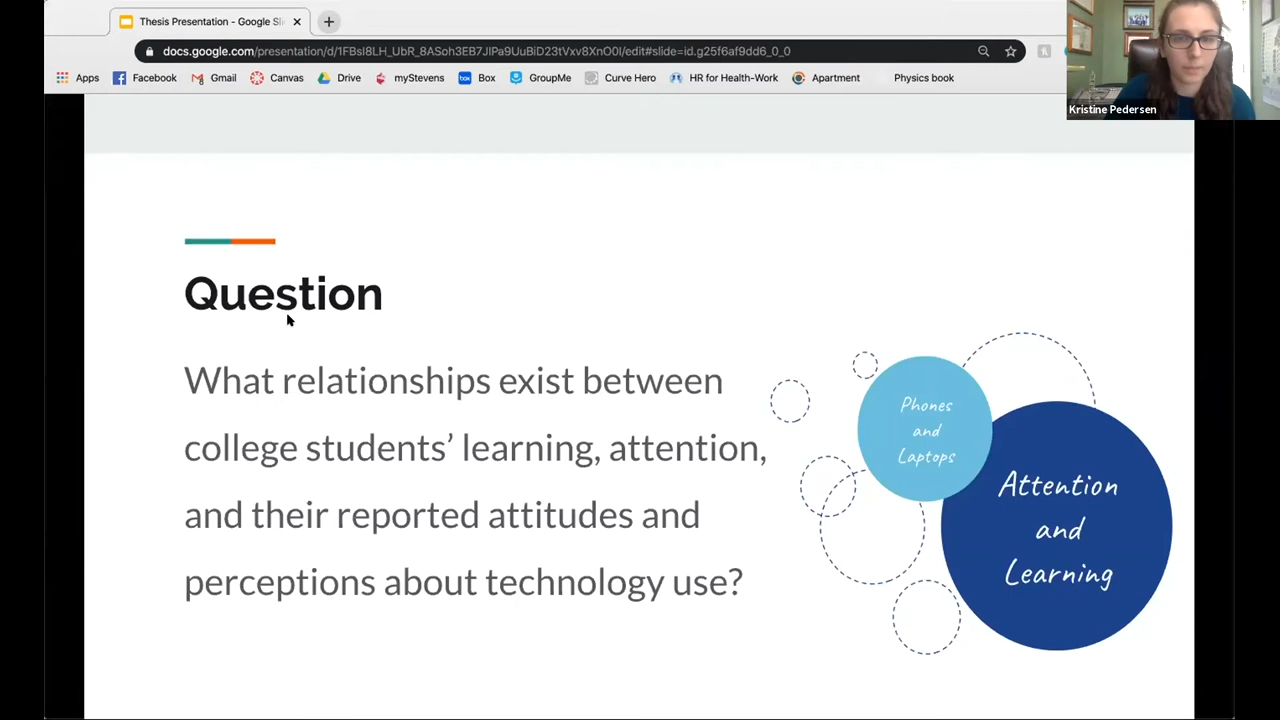 Thesis Presentation - Google Sli
docs.google.com/presentation/d/1FBsI8LH_UbR_8ASoh3EB7JIPa9UuBiD23tVxv8XnO0I/edit#slide=id.g25f6af9dd6_0_0
Apps Facebook Gmail Canvas Drive myStevens Box GroupMe Curve Hero HR for Health-Work Apartment Physics book
Kristine Pedersen
Question
What relationships exist between
college students’ learning, attention,
and their reported attitudes and
perceptions about technology use?
Phones
and
Laptops
Attention
and
Learning